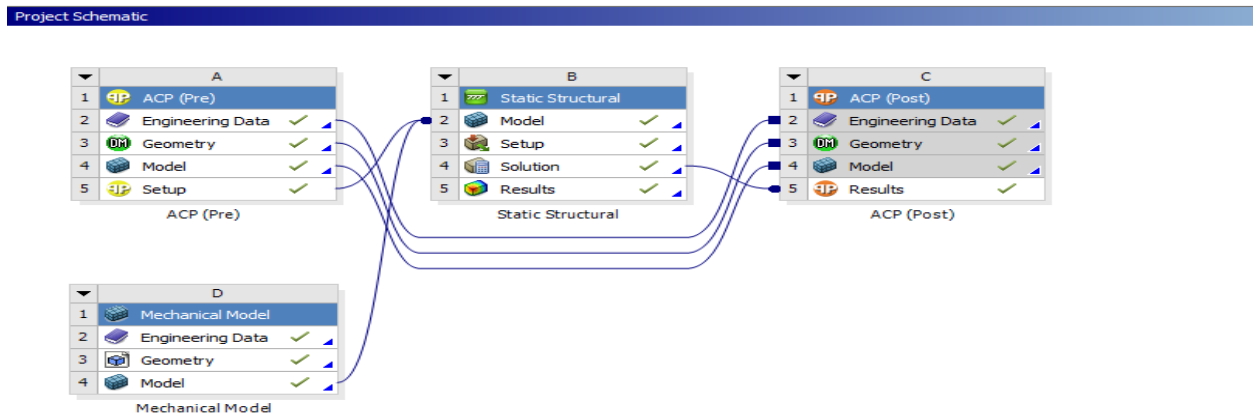 Project Schematic
A
1 ACP (Pre)
2 Engineering Data
3 DM Geometry
4 Model
5 Setup
ACP (Pre)
B
1 Static Structural
2 Model
3 Setup
4 Solution
5 Results
Static Structural
C
1 ACP (Post)
2 Engineering Data
3 DM Geometry
4 Model
5 Results
ACP (Post)
D
1 Mechanical Model
2 Engineering Data
3 Geometry
4 Model
Mechanical Model